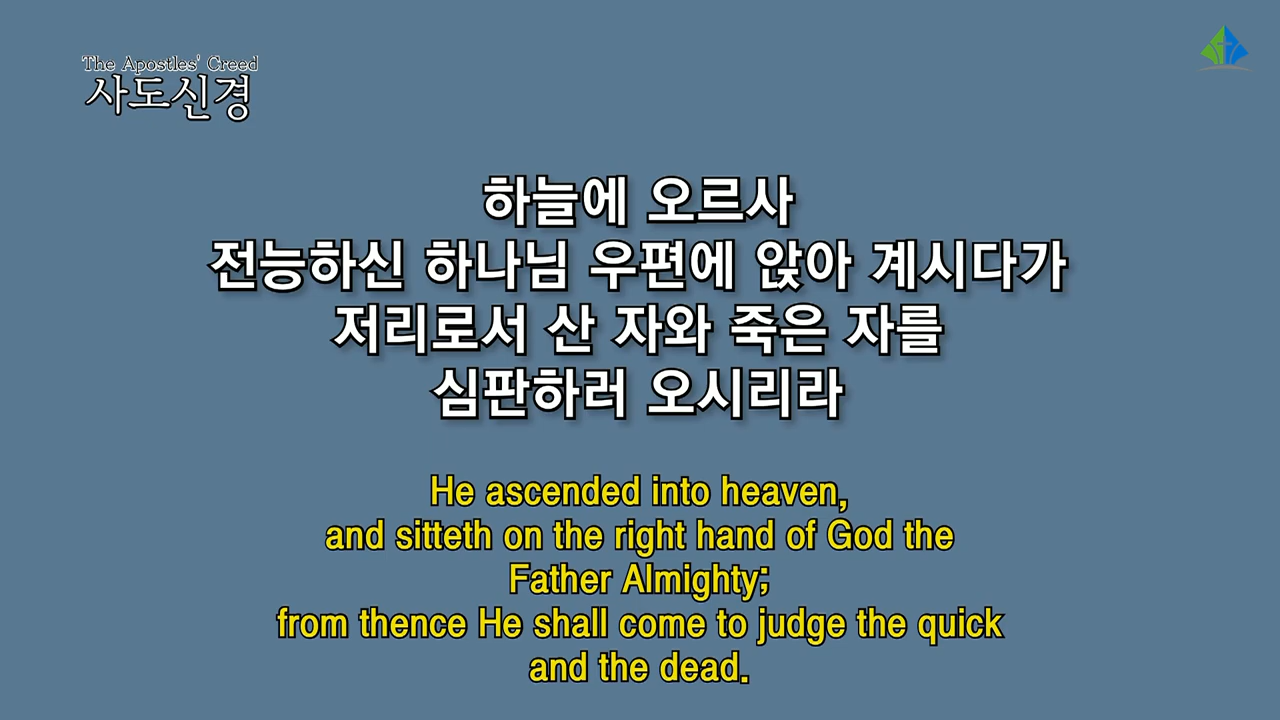 The Apostles' Creed
사도신경
하늘에 오르사
전능하신 하나님 우편에 앉아 계시다가
저리로서 산 자와 죽은 자를
심판하러 오시리라
He ascended into heaven,
and sitteth on the right hand of God the
Father Almighty;
from thence He shall come to judge the quick
and the dead.